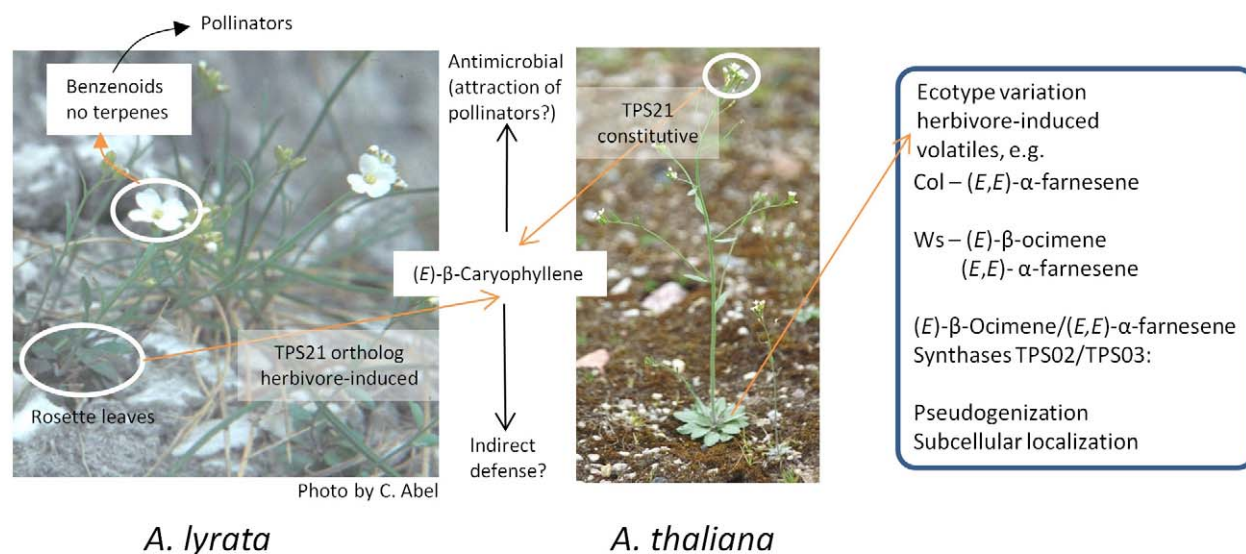 Pollinators
Benzenoids
no terpenes
Rosette leaves
TPS21 ortholog
herbivore-induced
Photo by C. Abel
A. lyrata
Antimicrobial
(attraction of
pollinators?)
(E)-β-Caryophyllene
Indirect
defense?
TPS21
constitutive
A. thaliana
Ecotype variation
herbivore-induced
volatiles, e.g.
Col – (E,E)-α-farnesene
Ws – (E)-β-ocimene
(E,E)- α-farnesene
(E)-β-Ocimene/(E,E)-α-farnesene
Synthases TPS02/TPS03:
Pseudogenization
Subcellular localization